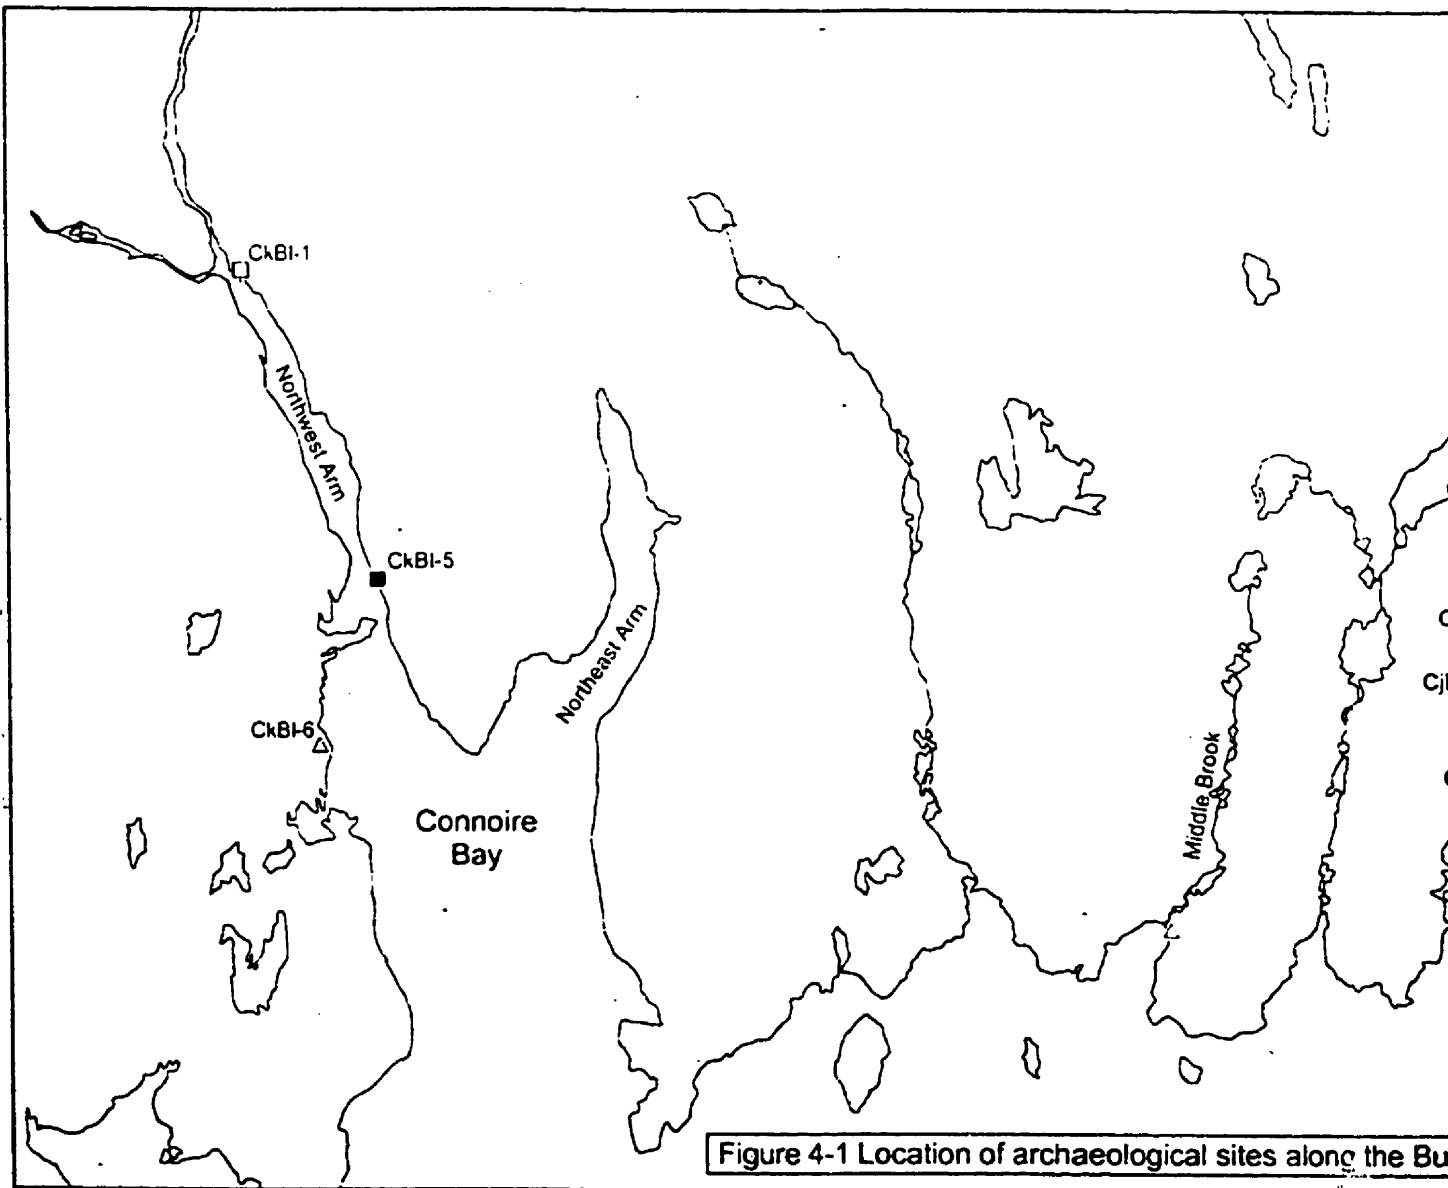 CkBl-1
Northwest Arm
CkBl-5
Northeast Arm
CkBl-6
Middle Brook
Connoire
Bay
Figure 4-1 Location of archaeological sites along the Bu